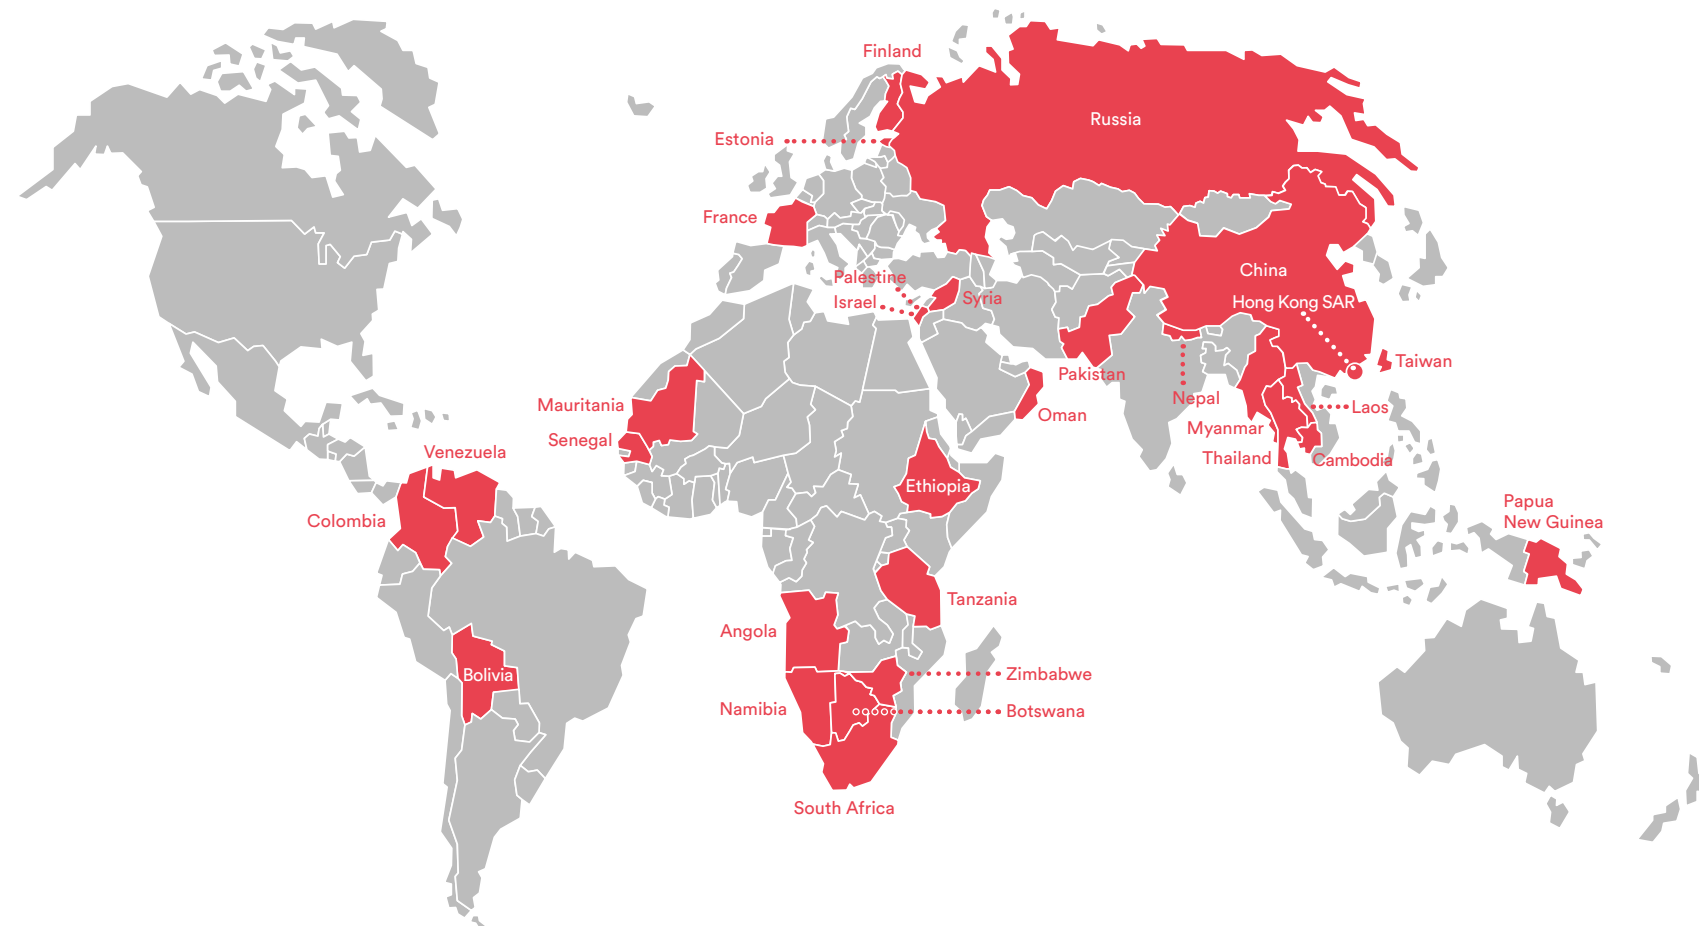 Finland
Russia
Estonia
France
China
Palestine
Syria
Israel
Hong Kong SAR
Taiwan
Pakistan
Nepal
Mauritania
Laos
Oman
Myanmar
Senegal
Venezuela
Thailand
Cambodia
Ethiopia
Papua
New Guinea
Colombia
Tanzania
Angola
Zimbabwe
Bolivia
Namibia
Botswana
South Africa